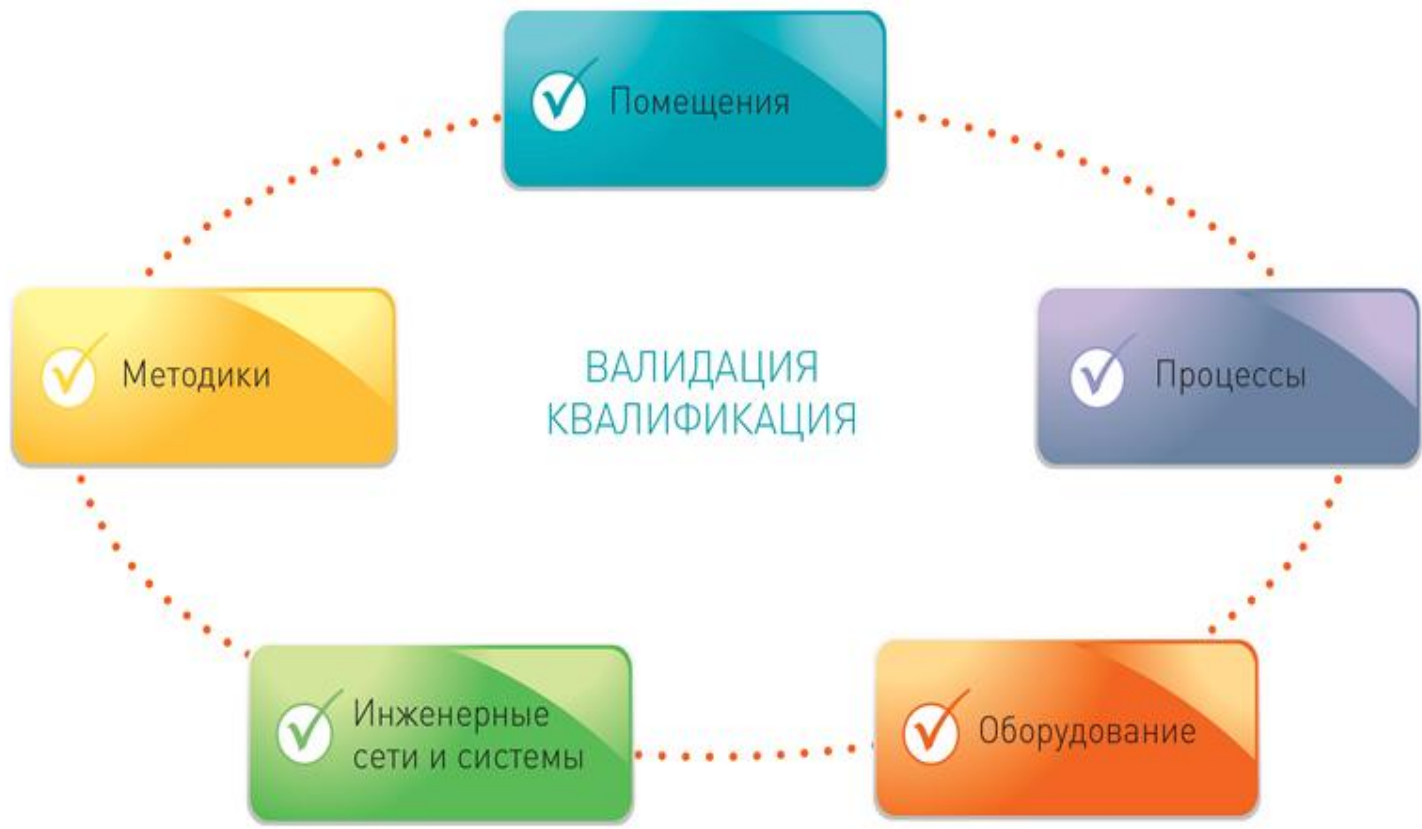 Помещения
Методики
ВАЛИДАЦИЯ
КВАЛИФИКАЦИЯ
Процессы
Инженерные
сети и системы
Оборудование